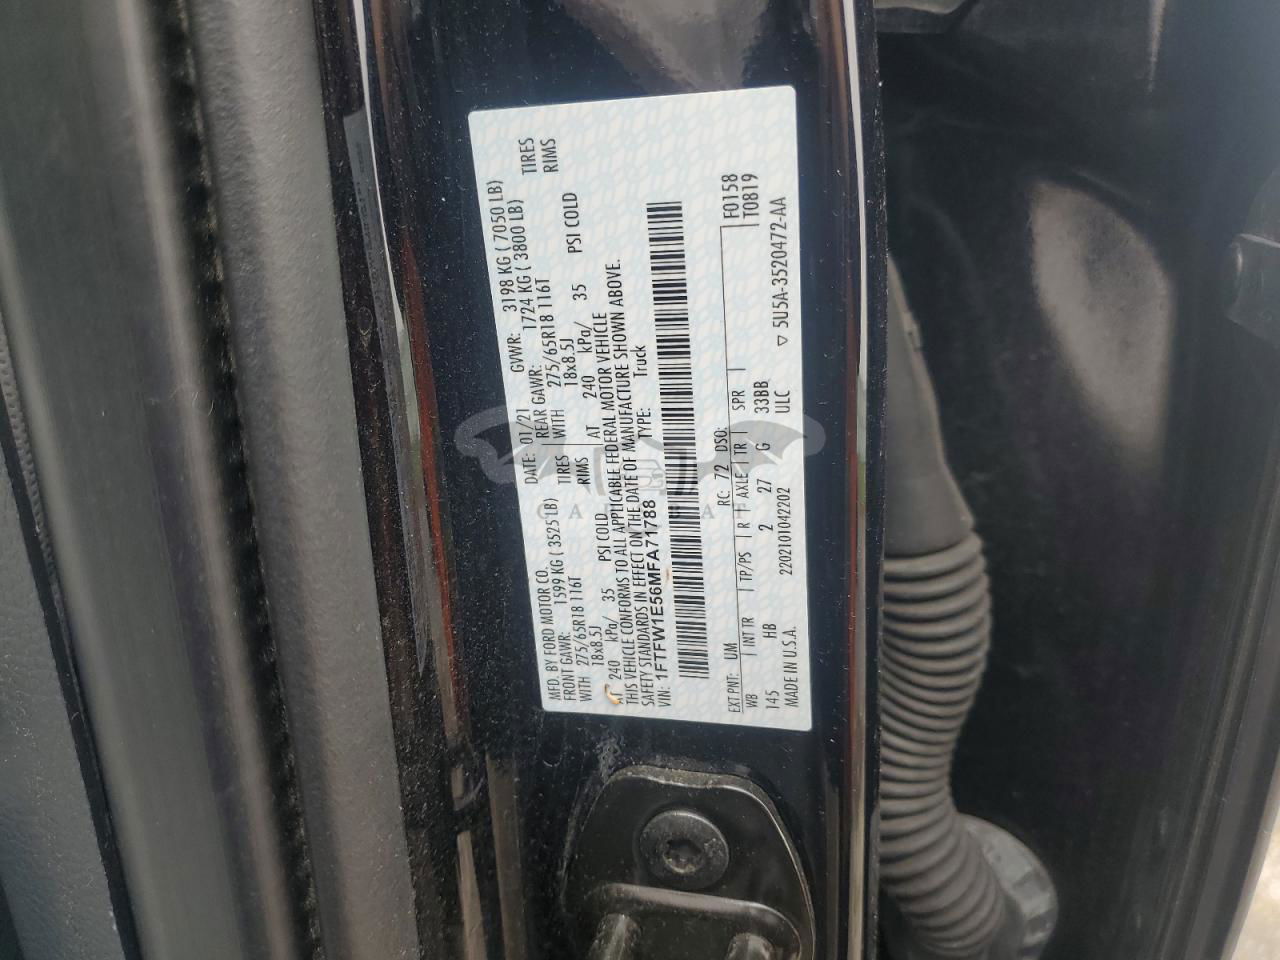 MFD. BY FORD MOTOR CO. DATE: 01/21 GVWR: 3198 KG ( 7050 LB)
FRONT GAWR: 1599 KG ( 3525 LB) REAR GAWR: 1724 KG ( 3800 LB)
WITH 275/65R18 116T TIRES WITH 275/65R18 116T TIRES
18x8.5J RIMS 18x8.5J RIMS
AT 240 kPa/ 35 PSI COLD AT 240 kPa/ 35 PSI COLD
THIS VEHICLE CONFORMS TO ALL APPLICABLE FEDERAL MOTOR VEHICLE
SAFETY STANDARDS IN EFFECT ON THE DATE OF MANUFACTURE SHOWN ABOVE.
VIN: 1FTFW1E56MFA71788 TYPE: Truck
F0158
T0819
EXT PNT: UM RC: 72 DSO:
WB INT TR TP/PS R AXLE TR SPR
145 HB 2 27 G 33BB
MADE IN U.S.A. 2202101042202 ULC ▽ 5U5A-3520472-AA